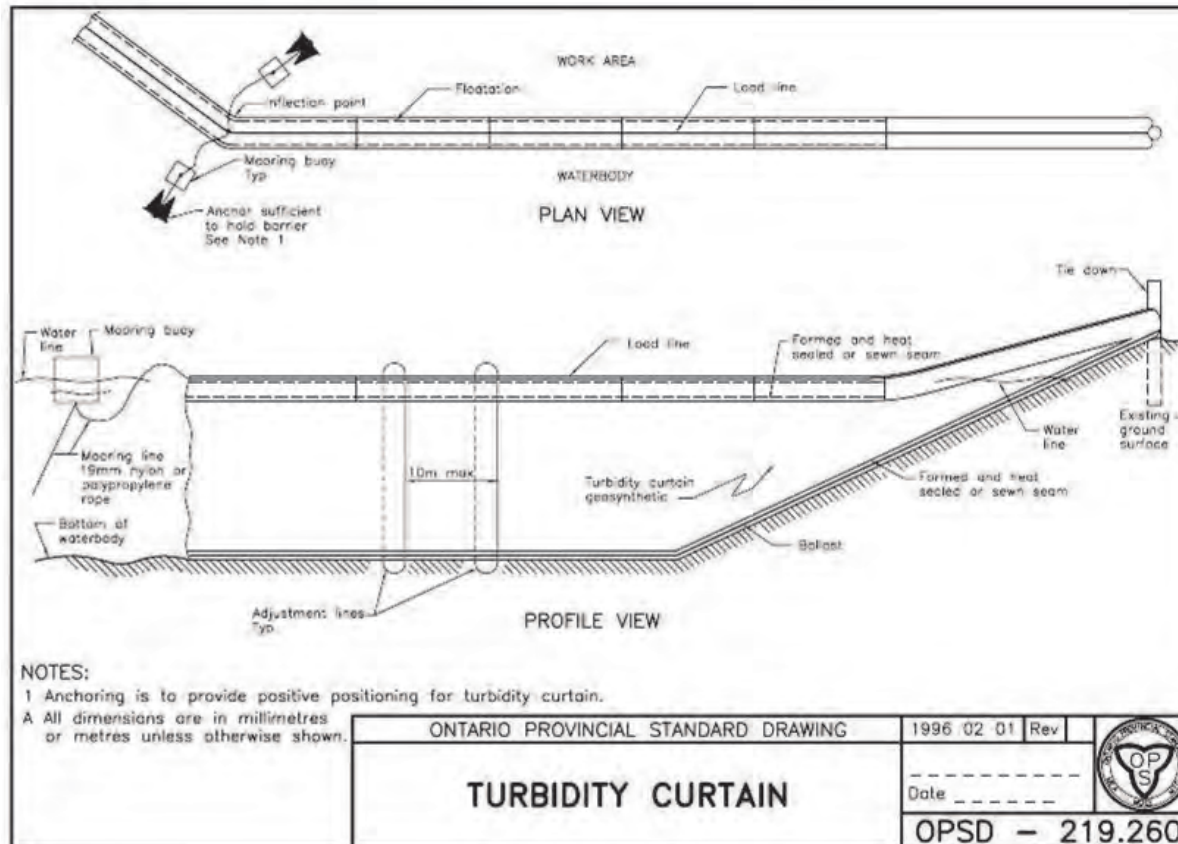 WORK AREA
Inflection point
Floatation
Load line
Mooring buoy
Typ
WATERBODY
Anchor sufficient
to hold barrier
See Note 1
PLAN VIEW
Tie down
Water
line
Mooring buoy
Load line
Formed and heat
sealed or sewn seam
Mooring line
19mm nylon or
polypropylene
rope
10m max
Turbidity curtain
geosynthetic
Water
line
Existing
ground
surface
Formed and heat
sealed or sewn seam
Bottom of
waterbody
Ballast
Adjustment lines
Typ
PROFILE VIEW
NOTES:
1 Anchoring is to provide positive positioning for turbidity curtain.
A All dimensions are in millimetres
or metres unless otherwise shown.
ONTARIO PROVINCIAL STANDARD DRAWING
1996 02 01 Rev
TURBIDITY CURTAIN
Date
OPS
OPSD - 219.260